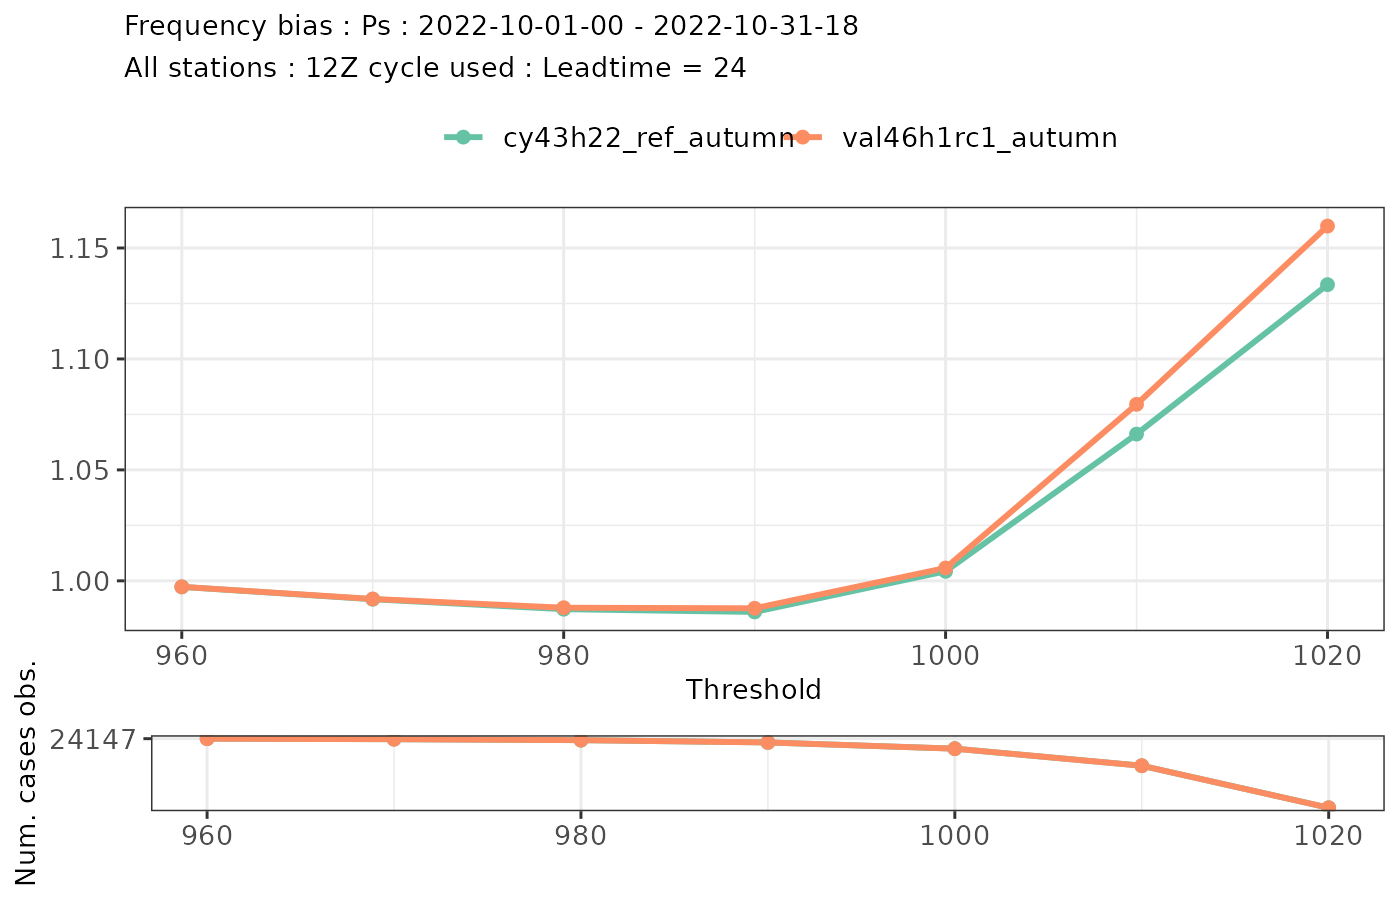 Frequency bias : Ps : 2022-10-01-00 - 2022-10-31-18
All stations : 12Z cycle used : Leadtime = 24
cy43h22_ref_autumn val46h1rc1_autumn
1.15
1.10
1.05
1.00
960 980 1000 1020
Threshold
Num. cases obs.
24147
960 980 1000 1020